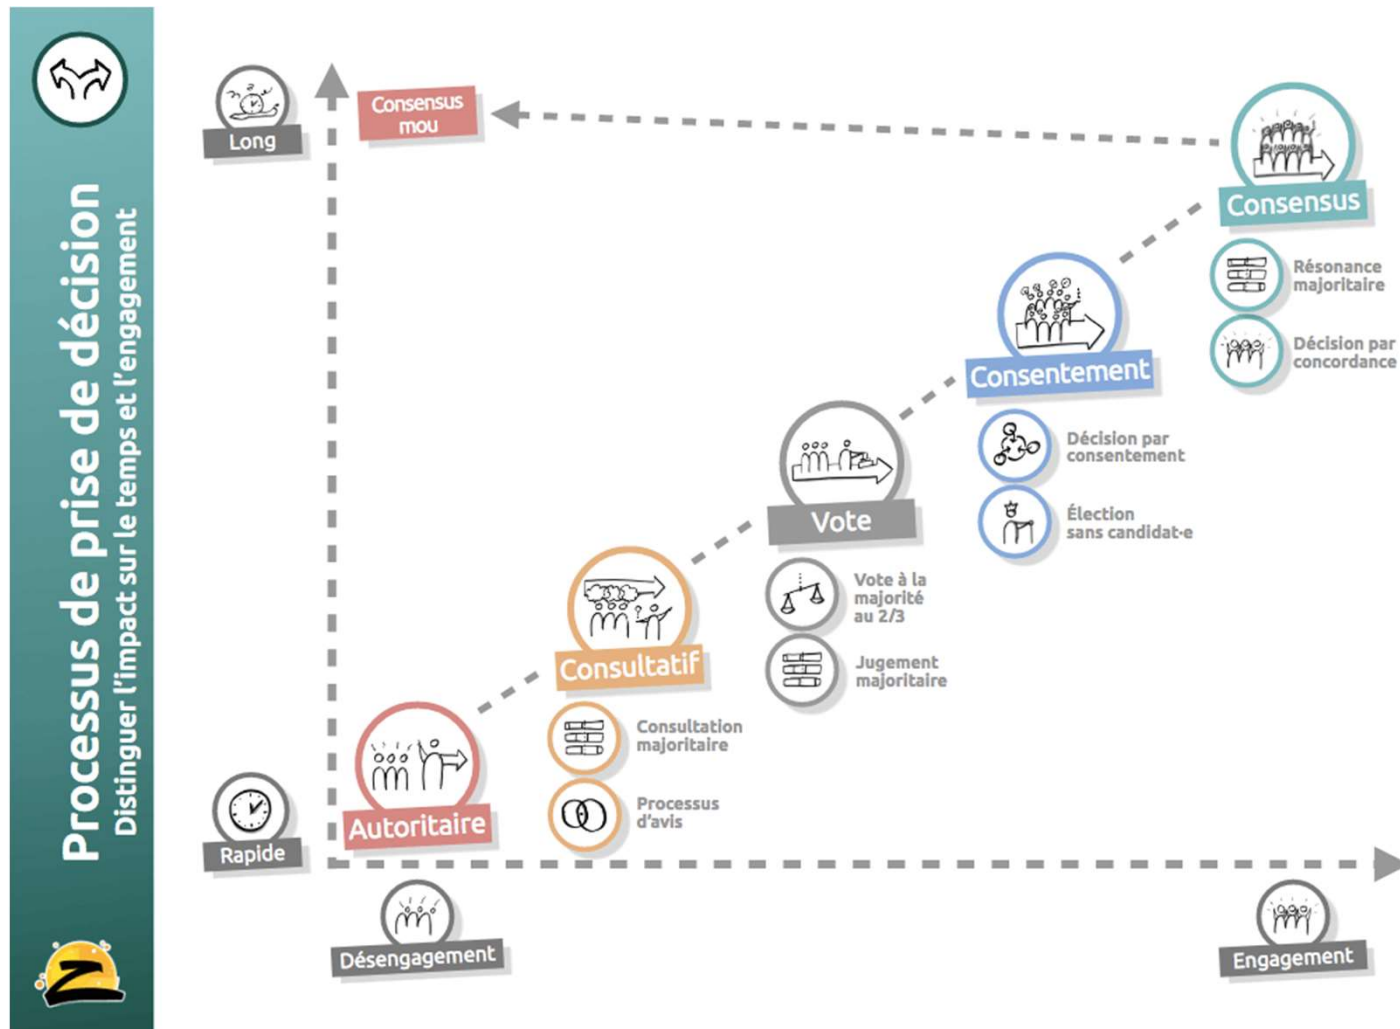 Processus de prise de décision
Distinguer l'impact sur le temps et l'engagement
Long
Consensus
mou
Consensus
Résonance
majoritaire
Décision par
concordance
Consentement
Décision par
consentement
Élection
sans candidat·e
Vote
Vote à la
majorité
au 2/3
Jugement
majoritaire
Consultatif
Consultation
majoritaire
Processus
d'avis
Autoritaire
Rapide
Désengagement
Engagement
Z